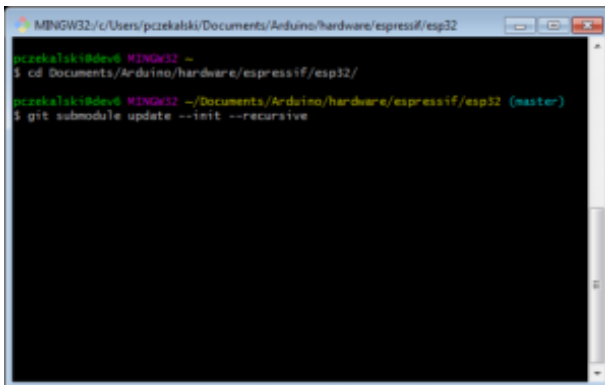 MINGW32:/c/Users/pczekalski/Documents/Arduino/hardware/espressif/esp32
pczekalski@dev6 MINGW32 ~
$ cd Documents/Arduino/hardware/espressif/esp32/
pczekalski@dev6 MINGW32 ~/Documents/Arduino/hardware/espressif/esp32 (master)
$ git submodule update --init --recursive